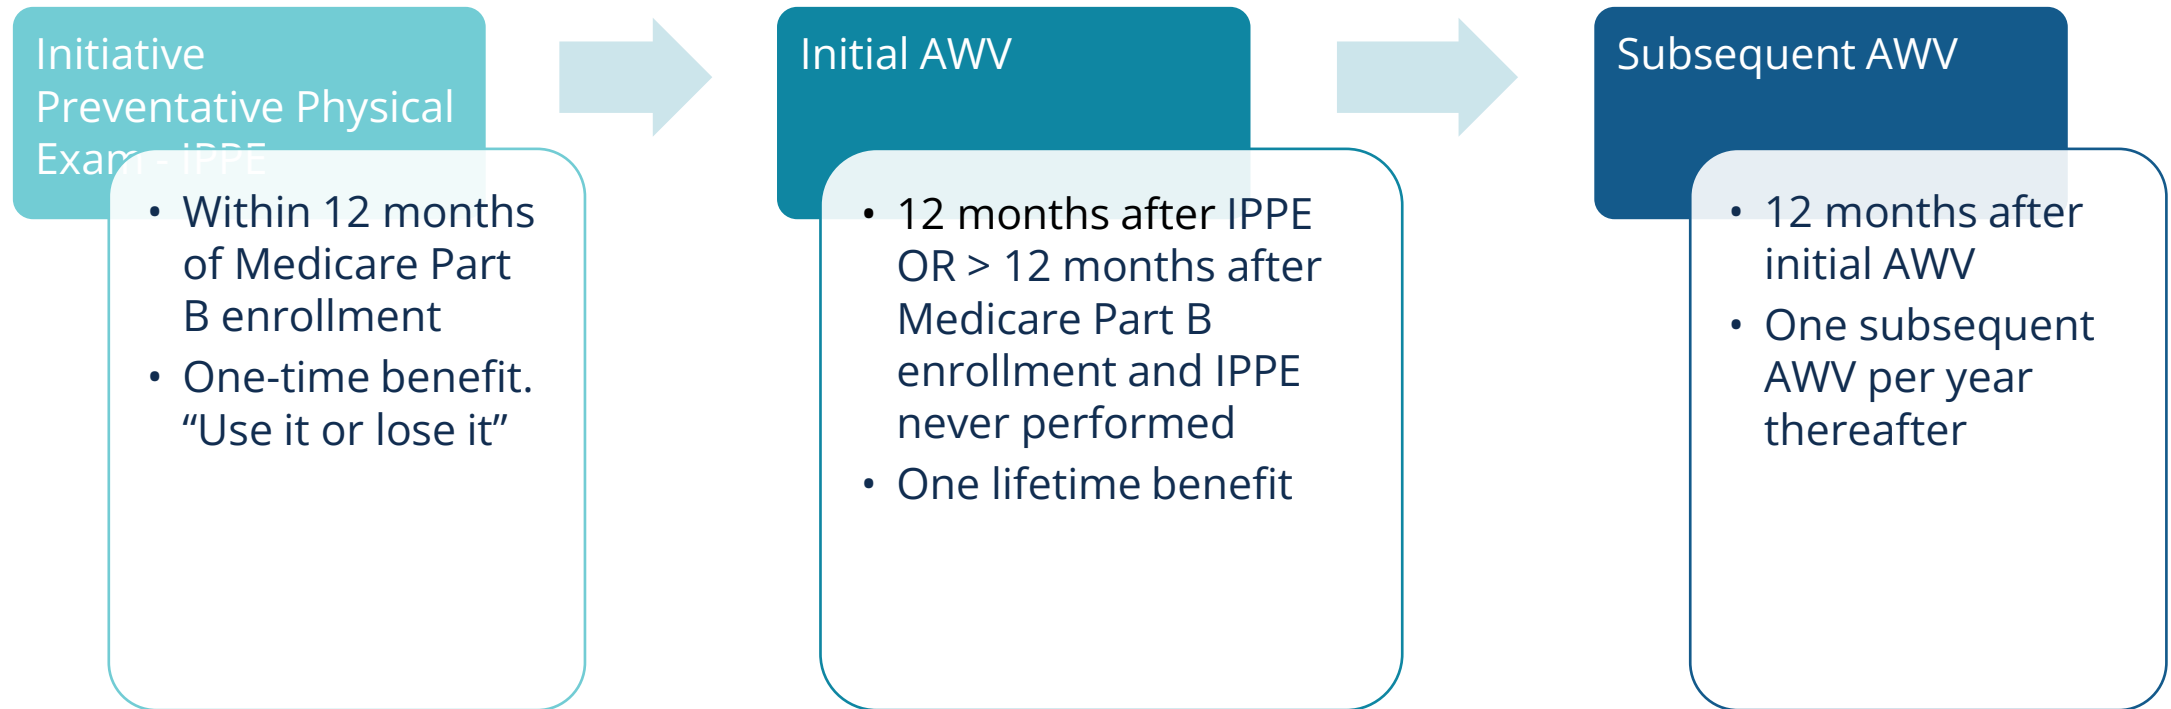 Initiative
Preventative Physical
Exam - IPPE
• Within 12 months
of Medicare Part
B enrollment
• One-time benefit.
“Use it or lose it”
Initial AWV
• 12 months after IPPE
OR > 12 months after
Medicare Part B
enrollment and IPPE
never performed
• One lifetime benefit
Subsequent AWV
• 12 months after
initial AWV
• One subsequent
AWV per year
thereafter